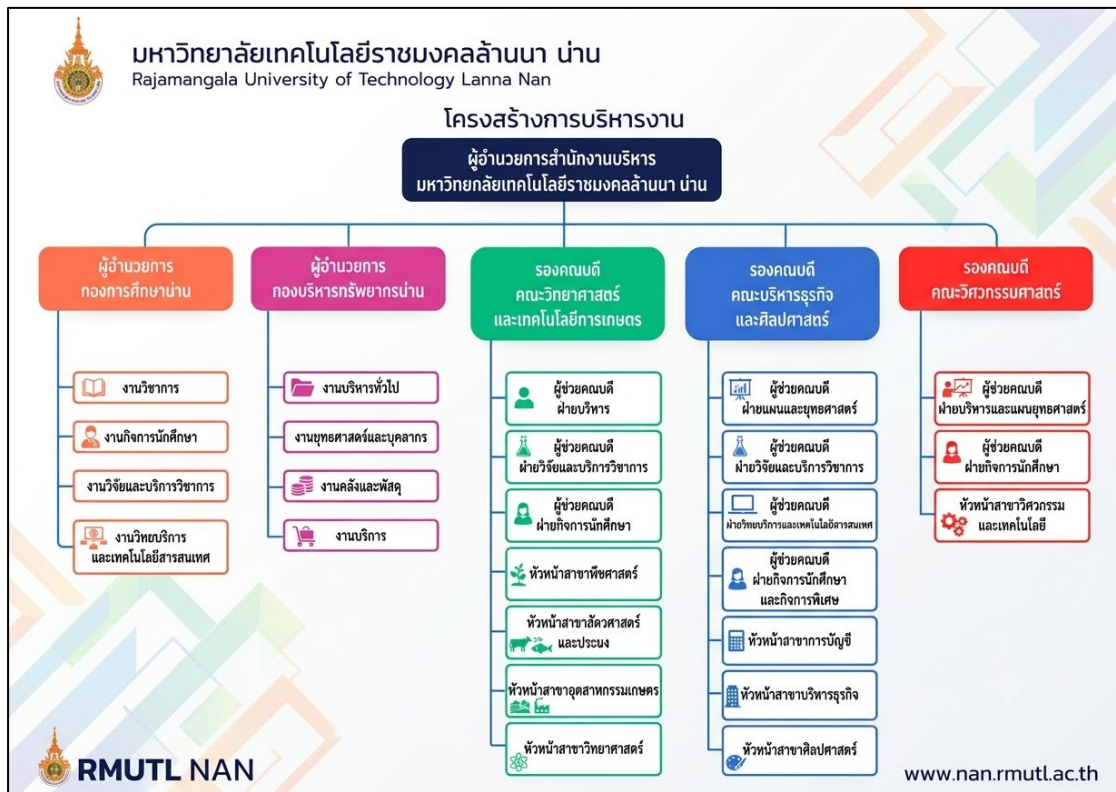 มหาวิทยาลัยเทคโนโลยีราชมงคลล้านนา น่าน
Rajamangala University of Technology Lanna Nan
โครงสร้างการบริหารงาน
ผู้อำนวยการสำนักงานบริหาร
มหาวิทยกลัยเทคโนโลยีราชมงคลล้านนา น่าน
ผู้อำนวยการ
กองการศึกษาน่าน
งานวิชาการ
งานกิจการนักศึกษา
งานวิจัยและบริการวิชาการ
งานวิทยบริการ
และเทคโนโลยีสารสนเทศ
ผู้อำนวยการ
กองบริหารทรัพยากรน่าน
งานบริหารทั่วไป
งานยุทธศาสตร์และบุคลากร
งานคลังและพัสดุ
งานบริการ
รองคณบดี
คณะวิทยาศาสตร์
และเทคโนโลยีการเกษตร
ผู้ช่วยคณบดี
ฝ่ายบริหาร
ผู้ช่วยคณบดี
ฝ่ายวิจัยและบริการวิชาการ
ผู้ช่วยคณบดี
ฝ่ายกิจการนักศึกษา
หัวหน้าสาขาพืชศาสตร์
หัวหน้าสาขาสัตวศาสตร์
และประมง
หัวหน้าสาขาอุตสาหกรรมเกษตร
หัวหน้าสาขาวิทยาศาสตร์
รองคณบดี
คณะบริหารธุรกิจ
และศิลปศาสตร์
ผู้ช่วยคณบดี
ฝ่ายแผนและยุทธศาสตร์
ผู้ช่วยคณบดี
ฝ่ายวิจัยและบริการวิชาการ
ผู้ช่วยคณบดี
ผู้ช่วยคณบดี
ฝ่ายกิจการนักศึกษา
และกิจการพิเศษ
หัวหน้าสาขาการบัญชี
หัวหน้าสาขาบริหารธุรกิจ
หัวหน้าสาขาศิลปศาสตร์
รองคณบดี
คณะวิศวกรรมศาสตร์
ผู้ช่วยคณบดี
ฝ่ายบริหารและแผนยุทธศาสตร์
ผู้ช่วยคณบดี
ฝ่ายกิจการนักศึกษา
หัวหน้าสาขาวิศวกรรม
และเทคโนโลยี
RMUTL NAN
www.nan.rmutl.ac.th